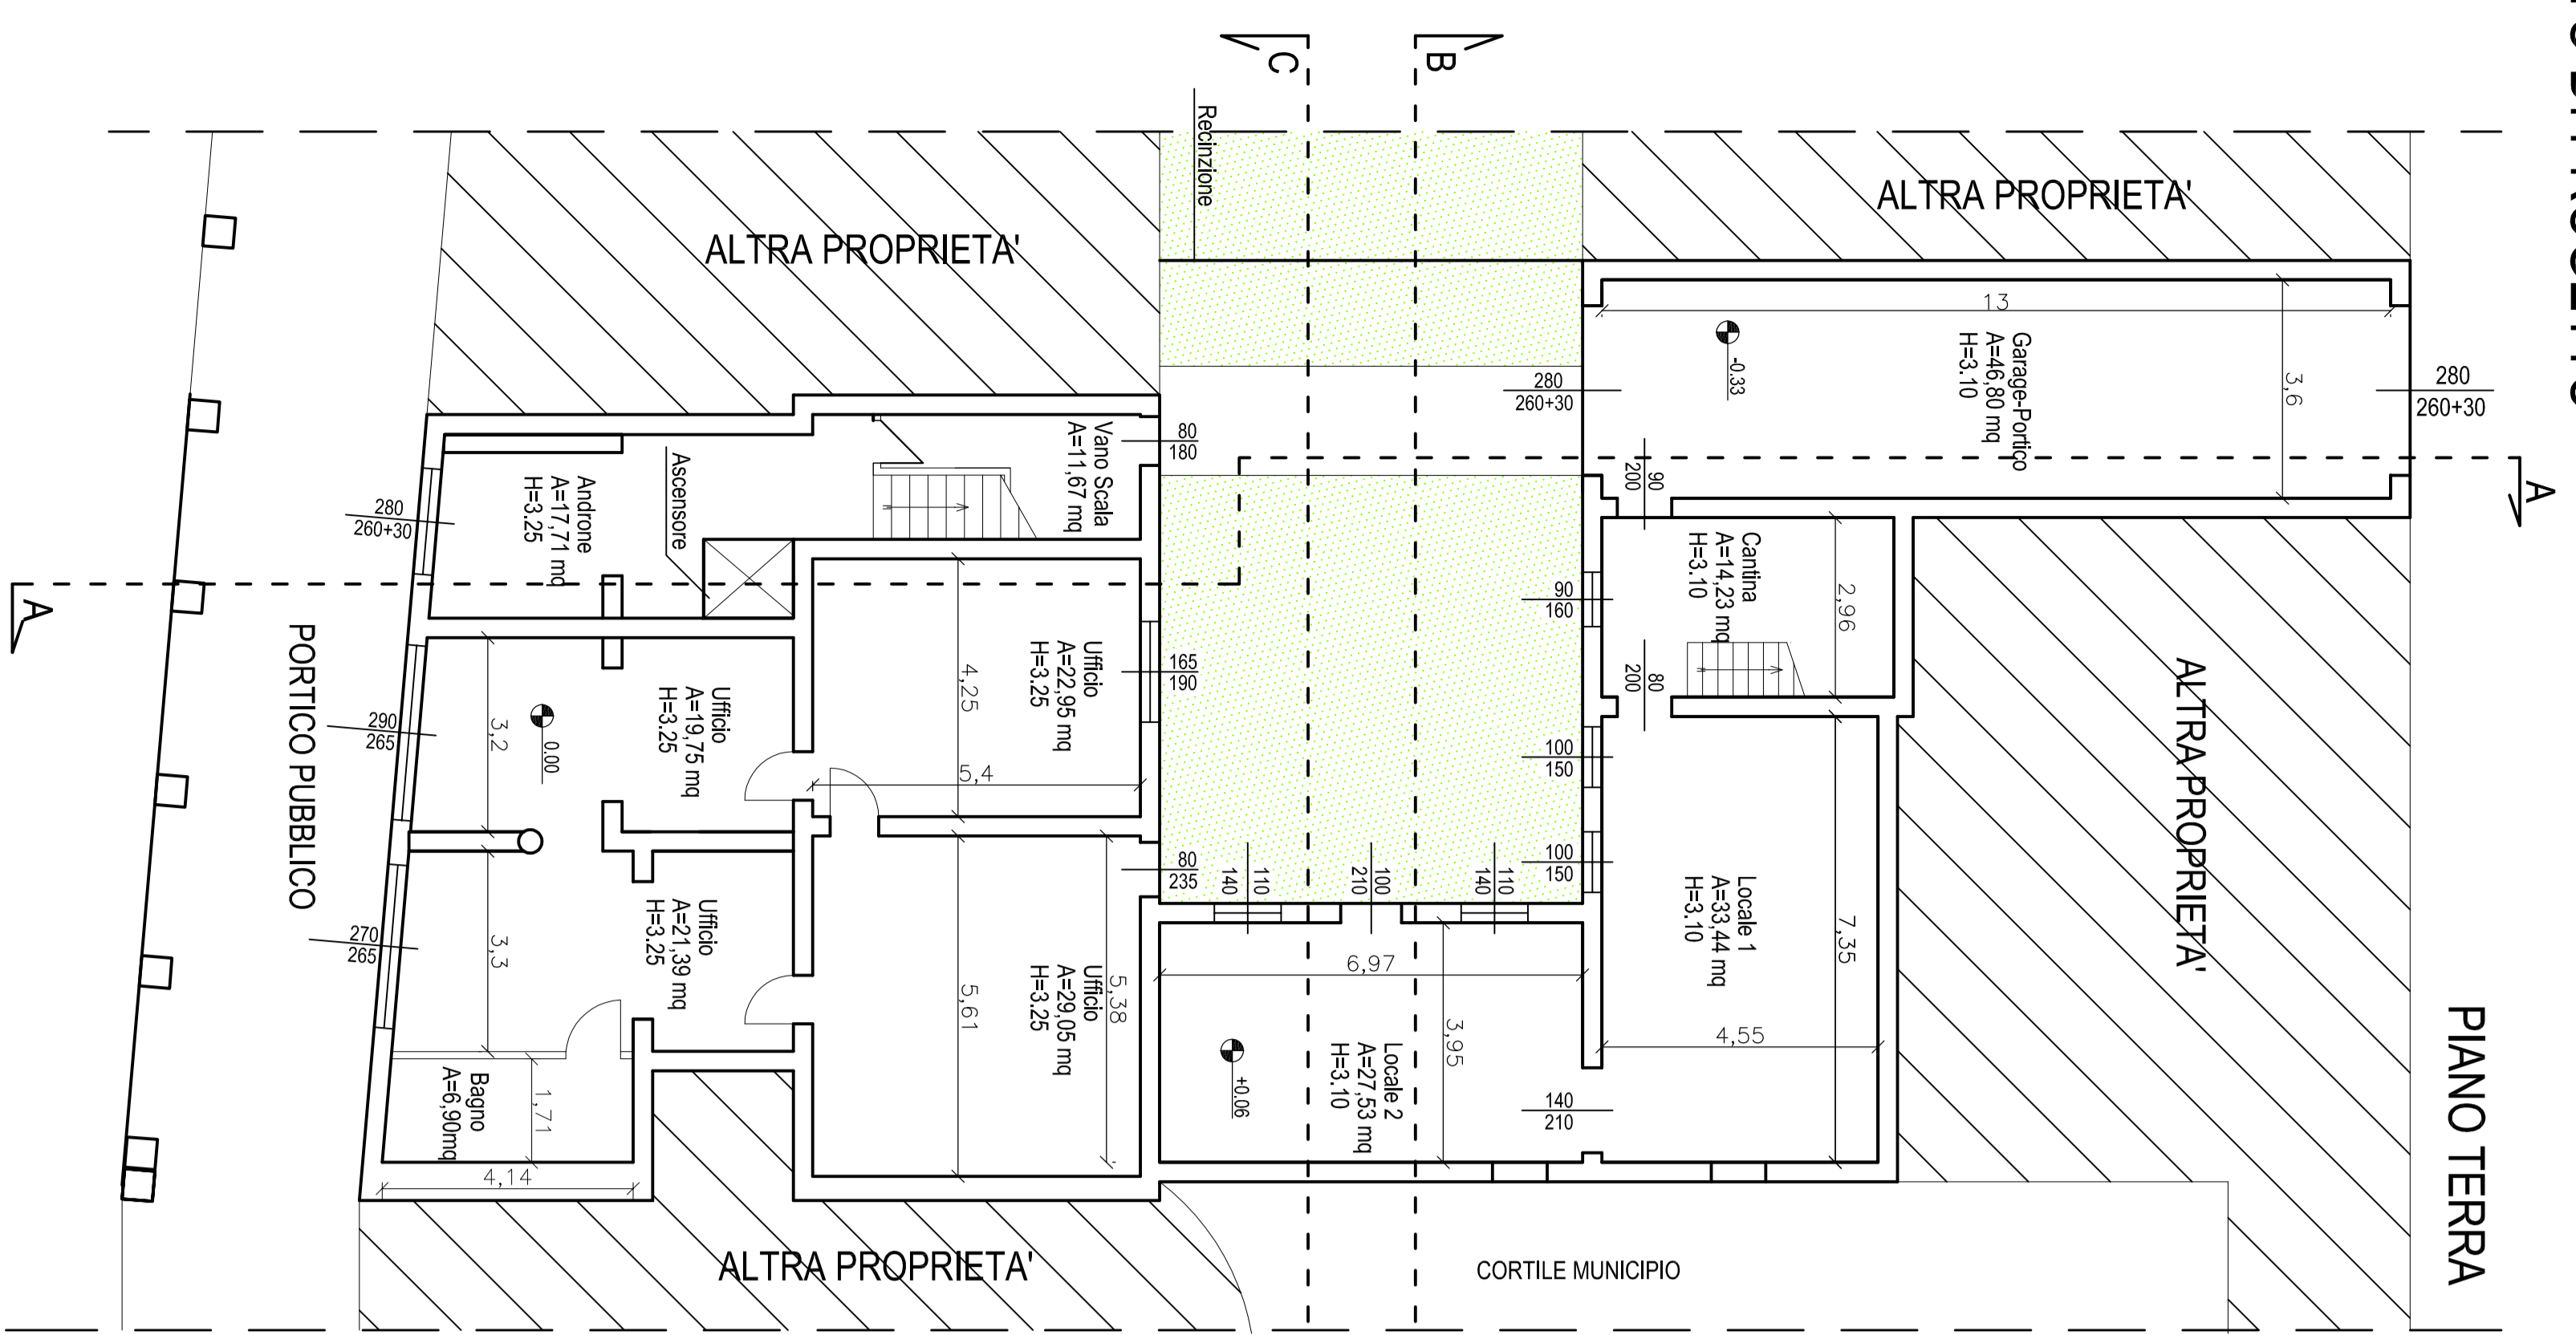 PIANO TERRA
C
B
A
A
Recinzione
ALTRA PROPRIETA'
ALTRA PROPRIETA'
ALTRA PROPRIETA'
ALTRA PROPRIETA'
CORTILE MUNICIPIO
PORTICO PUBBLICO
Garage-Portico
A=46,80 mq
H=3.10
13
3,6
-0.33
280
260+30
280
260+30
90
200
Cantina
A=14,23 mq
H=3.10
2,96
90
160
80
200
100
150
100
150
Locale 1
A=33,44 mq
H=3.10
7,35
4,55
140
210
Locale 2
A=27,53 mq
H=3.10
6,97
3,95
+0.06
110
140
100
210
110
140
Vano Scala
A=11,67 mq
80
180
Ascensore
Androne
A=17,71 mq
H=3.25
280
260+30
Ufficio
A=22,95 mq
H=3.25
4,25
5,4
165
190
Ufficio
A=19,75 mq
H=3.25
3,2
0.00
290
265
Ufficio
A=29,05 mq
H=3.25
5,38
5,61
80
235
Ufficio
A=21,39 mq
H=3.25
3,3
270
265
Bagno
A=6,90mq
1,71
4,14